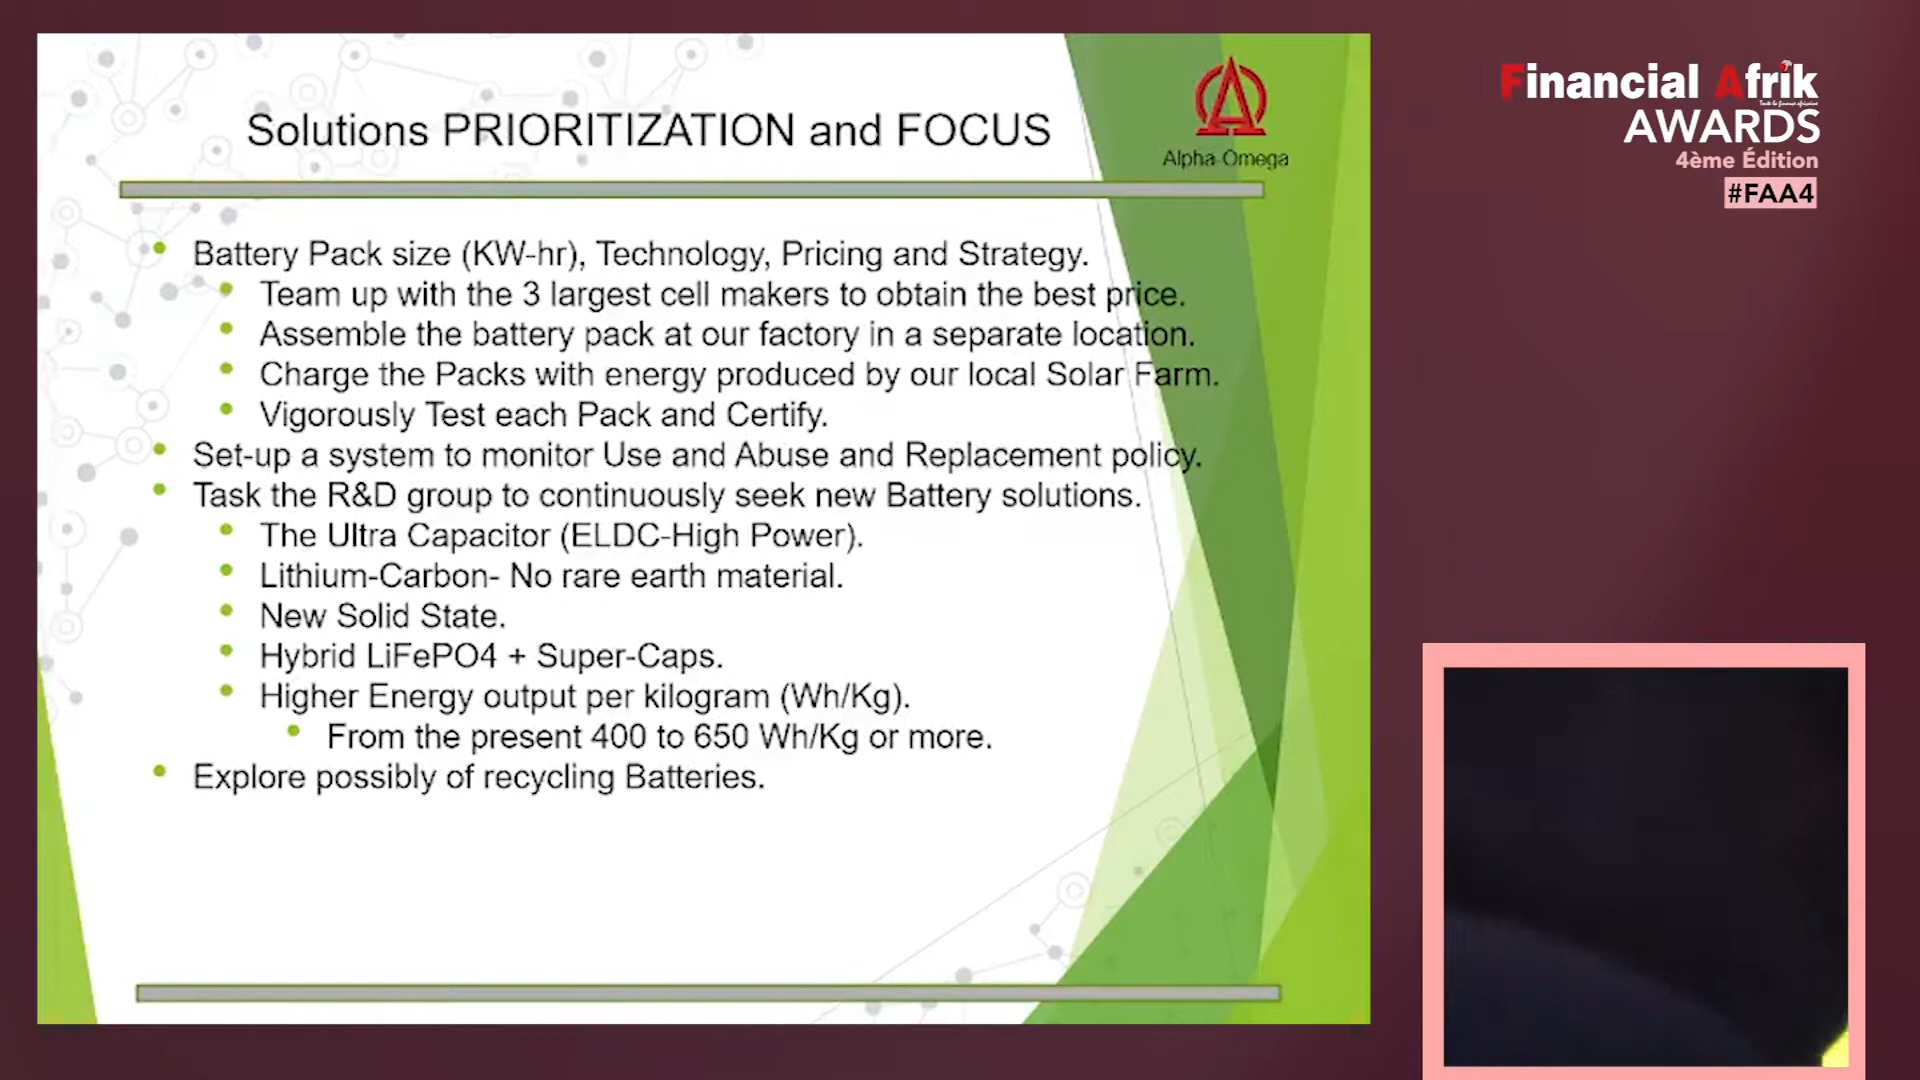 Solutions PRIORITIZATION and FOCUS
Alpha-Omega
Financial Afrik
AWARDS
4ème Édition
#FAA4
Battery Pack size (KW-hr), Technology, Pricing and Strategy.
Team up with the 3 largest cell makers to obtain the best price.
Assemble the battery pack at our factory in a separate location.
Charge the Packs with energy produced by our local Solar Farm.
Vigorously Test each Pack and Certify.
Set-up a system to monitor Use and Abuse and Replacement policy.
Task the R&D group to continuously seek new Battery solutions.
The Ultra Capacitor (ELDC-High Power).
Lithium-Carbon- No rare earth material.
New Solid State.
Hybrid LiFePO4 + Super-Caps.
Higher Energy output per kilogram (Wh/Kg).
From the present 400 to 650 Wh/Kg or more.
Explore possibly of recycling Batteries.